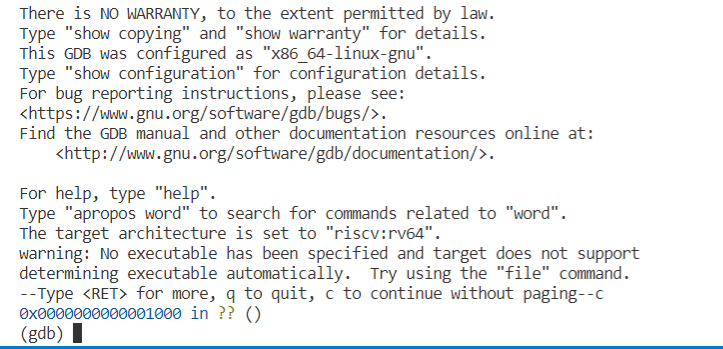 There is NO WARRANTY, to the extent permitted by law.
Type "show copying" and "show warranty" for details.
This GDB was configured as "x86_64-linux-gnu".
Type "show configuration" for configuration details.
For bug reporting instructions, please see:
<https://www.gnu.org/software/gdb/bugs/>.
Find the GDB manual and other documentation resources online at:
    <http://www.gnu.org/software/gdb/documentation/>.

For help, type "help".
Type "apropos word" to search for commands related to "word".
The target architecture is set to "riscv:rv64".
warning: No executable has been specified and target does not support
determining executable automatically.  Try using the "file" command.
--Type <RET> for more, q to quit, c to continue without paging--c
0x0000000000001000 in ?? ()
(gdb)